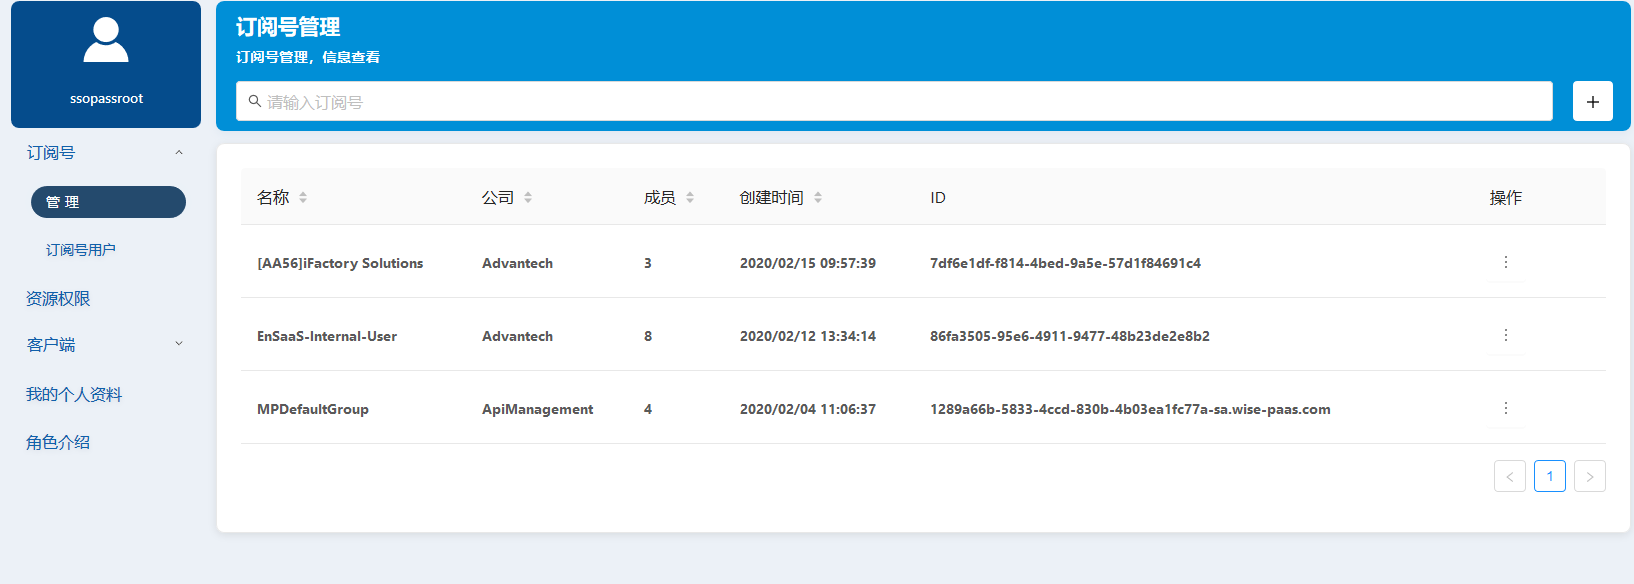 ssopassroot
订阅号
管 理
订阅号用户
资源权限
客户端
我的个人资料
角色介绍
订阅号管理
订阅号管理，信息查看
请输入订阅号
+
名称 公司 成员 创建时间 ID 操作
[AA56]iFactory Solutions Advantech 3 2020/02/15 09:57:39 7df6e1df-f814-4bed-9a5e-57d1f84691c4
EnSaaS-Internal-User Advantech 8 2020/02/12 13:34:14 86fa3505-95e6-4911-9477-48b23de2e8b2
MPDefaultGroup ApiManagement 4 2020/02/04 11:06:37 1289a66b-5833-4ccd-830b-4b03ea1fc77a-sa.wise-paas.com
< 1 >